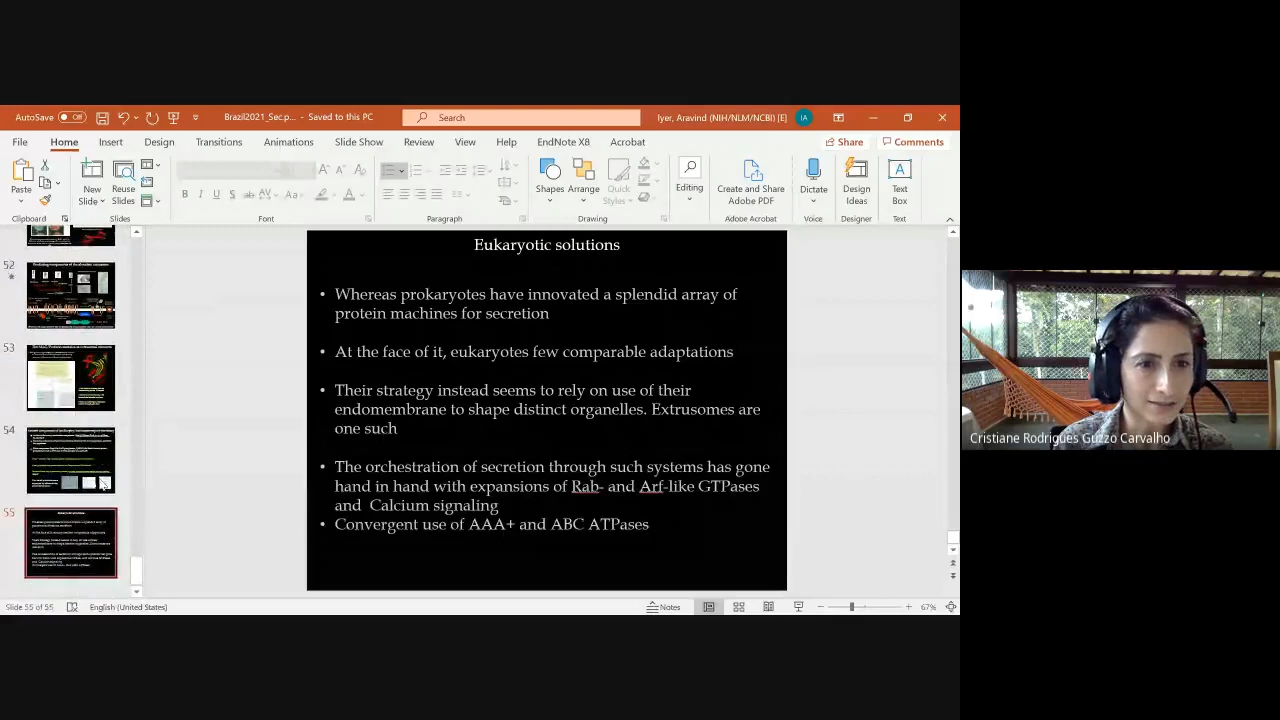 AutoSave Off Brazil2021_Sec.p... - Saved to this PC Search Iyer, Aravind (NIH/NLM/NCBI) [E] IA
File Home Insert Design Transitions Animations Slide Show Review View Help EndNote X8 Acrobat Share Comments
Paste New Slide Reuse Slides B I U S ab AV Aa A Shapes Arrange Quick Styles Editing Create and Share Adobe PDF Dictate Design Ideas Text Box
Clipboard Slides Font Paragraph Drawing Adobe Acrobat Voice Designer Text
52
53
54
55
Eukaryotic solutions
• Whereas prokaryotes have innovated a splendid array of
protein machines for secretion
• At the face of it, eukaryotes few comparable adaptations
• Their strategy instead seems to rely on use of their
endomembrane to shape distinct organelles. Extrusomes are
one such
• The orchestration of secretion through such systems has gone
hand in hand with expansions of Rab- and Arf-like GTPases
and Calcium signaling
• Convergent use of AAA+ and ABC ATPases
Cristiane Rodrigues Guzzo Carvalho
Slide 55 of 55 English (United States) Notes 67%